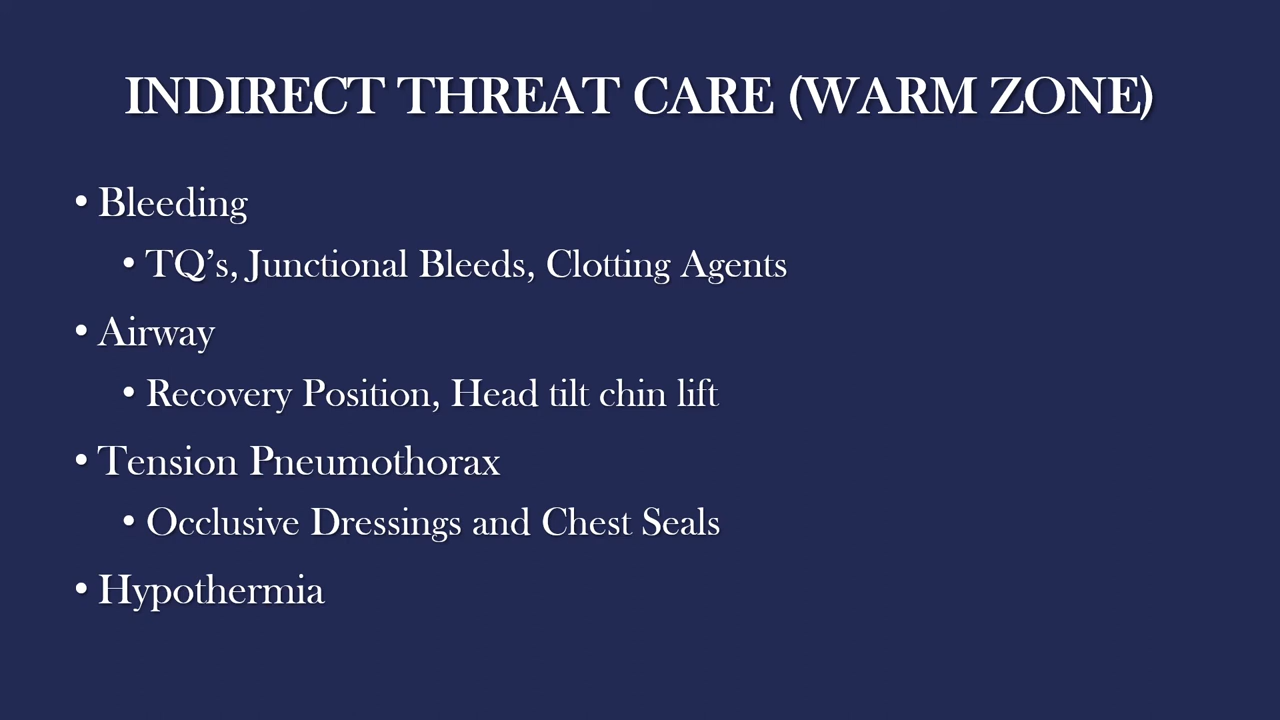 INDIRECT THREAT CARE (WARM ZONE)
• Bleeding
• TQ’s, Junctional Bleeds, Clotting Agents
• Airway
• Recovery Position, Head tilt chin lift
• Tension Pneumothorax
• Occlusive Dressings and Chest Seals
• Hypothermia